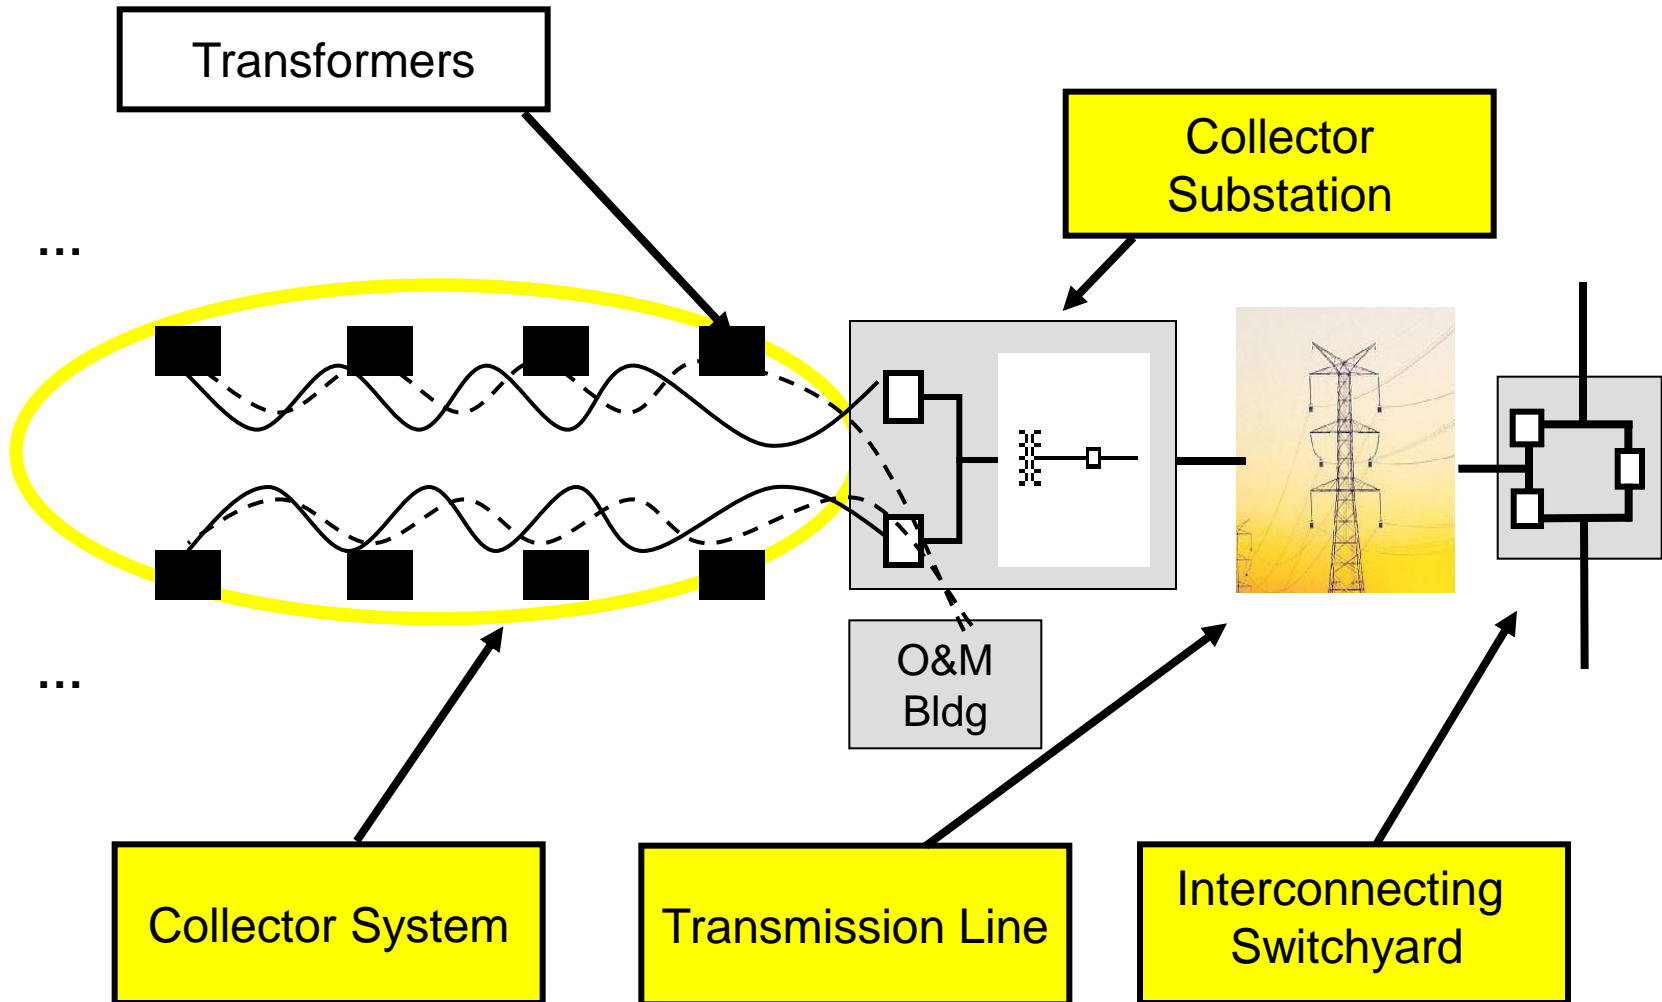 Transformers
Collector
Substation
...
...
O&M
Bldg
Collector System
Transmission Line
Interconnecting
Switchyard